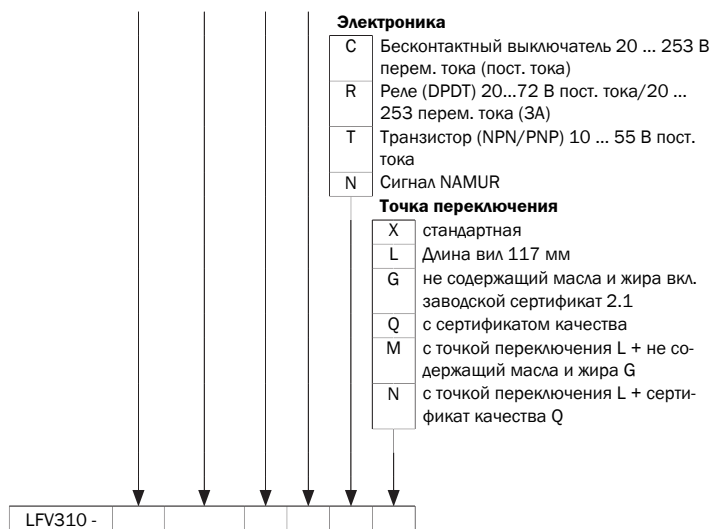 Электроника
C Бесконтактный выключатель 20 ... 253 В
перем. тока (пост. тока)
R Реле (DPDT) 20...72 В пост. тока/20 ...
253 перем. тока (3А)
T Транзистор (NPN/PNP) 10 ... 55 В пост.
тока
N Сигнал NAMUR
Точка переключения
X стандартная
L Длина вил 117 мм
G не содержащий масла и жира вкл.
заводской сертификат 2.1
Q с сертификатом качества
M с точкой переключения L + не со-
держащий масла и жира G
N с точкой переключения L + серти-
фикат качества Q
LFV310 -